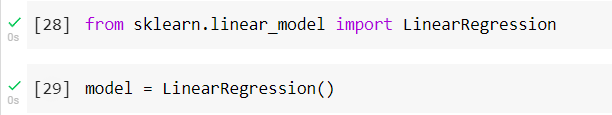 [28] from sklearn.linear_model import LinearRegression
0s
[29] model = LinearRegression()
0s